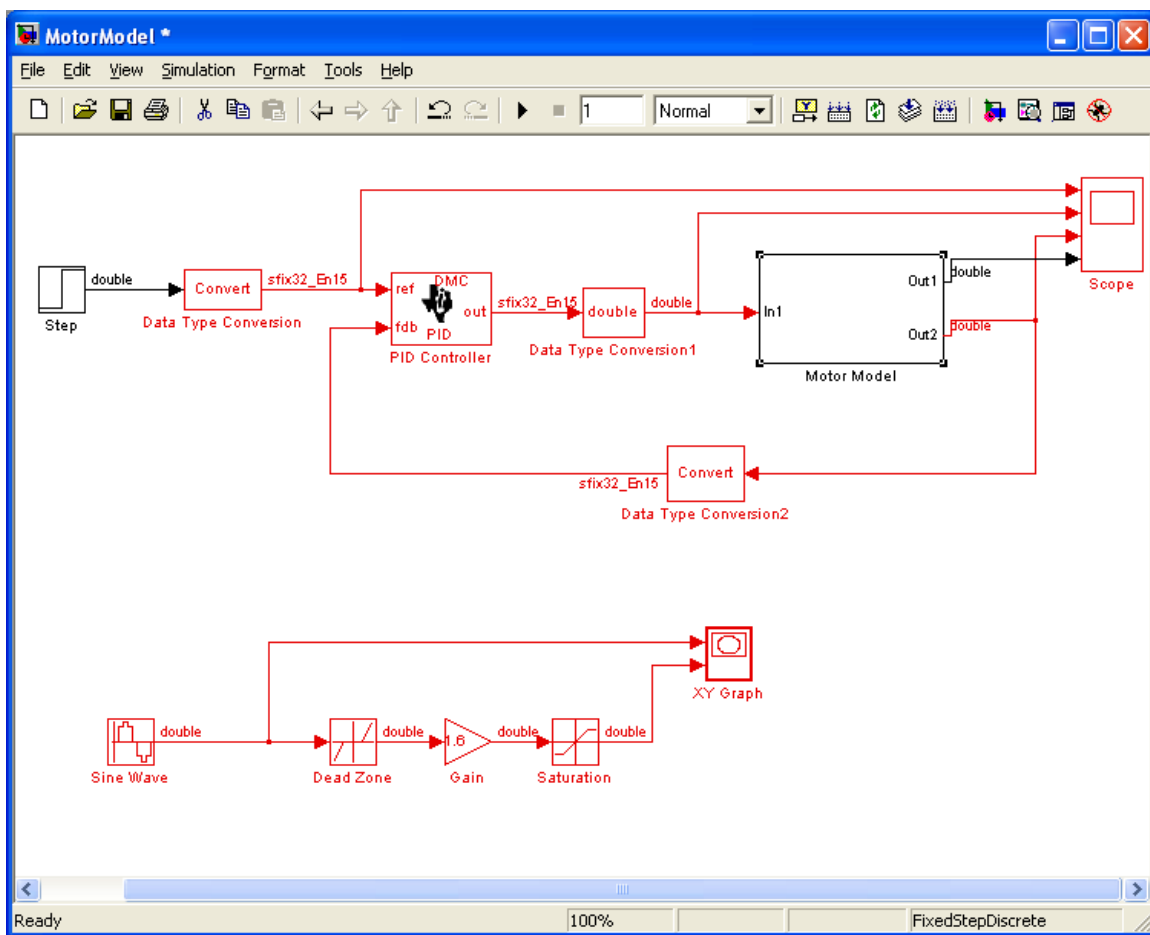 MotorModel *
File Edit View Simulation Format Tools Help
1 Normal
double
Convert
sfix32_En15
Step
Data Type Conversion
ref DMC
out
fdb PID
PID Controller
sfix32_En15
double
double
Data Type Conversion1
In1
Out1
Out2
Motor Model
double
double
Scope
Convert
sfix32_En15
Data Type Conversion2
XY Graph
double
double
1.6
double
double
Sine Wave
Dead Zone
Gain
Saturation
Ready 100% FixedStepDiscrete